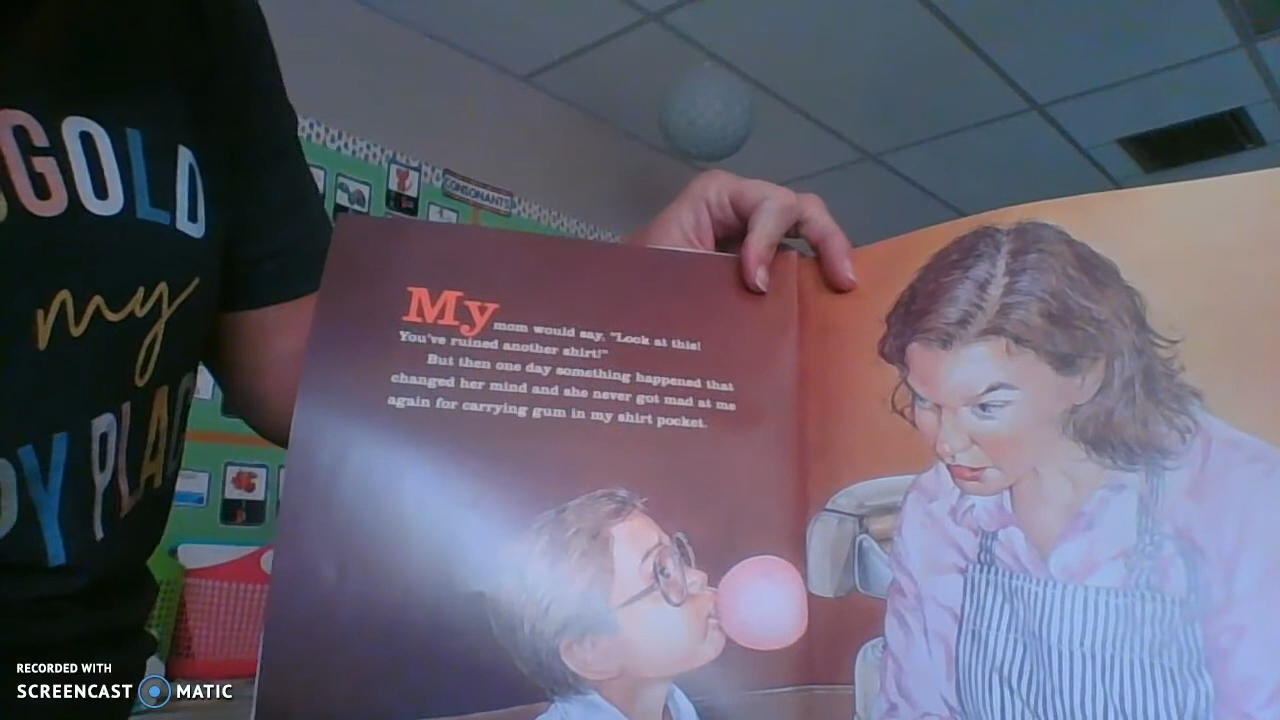 GOLD
my
PY PLAC
CONSONANTS
My mom would say, "Look at this!
You've ruined another shirt!"
But then one day something happened that
changed her mind and she never got mad at me
again for carrying gum in my shirt pocket.
RECORDED WITH
SCREENCAST MATIC